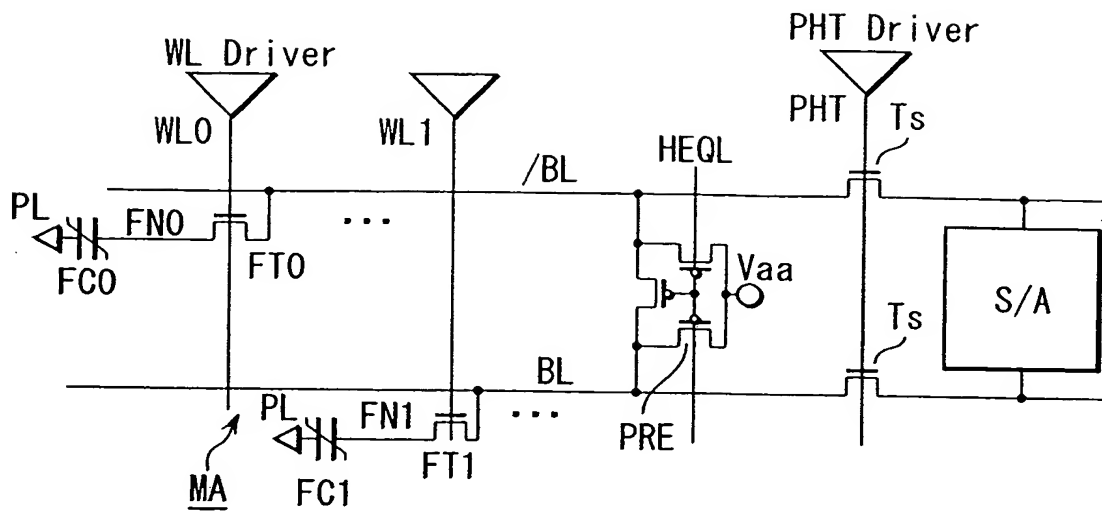 WL Driver
PHT Driver
WL0
WL1
PHT
Ts
HEQL
/BL
PL
FN0
...
FC0
FT0
Vaa
S/A
Ts
BL
PL
FN1
...
PRE
FT1
MA
FC1